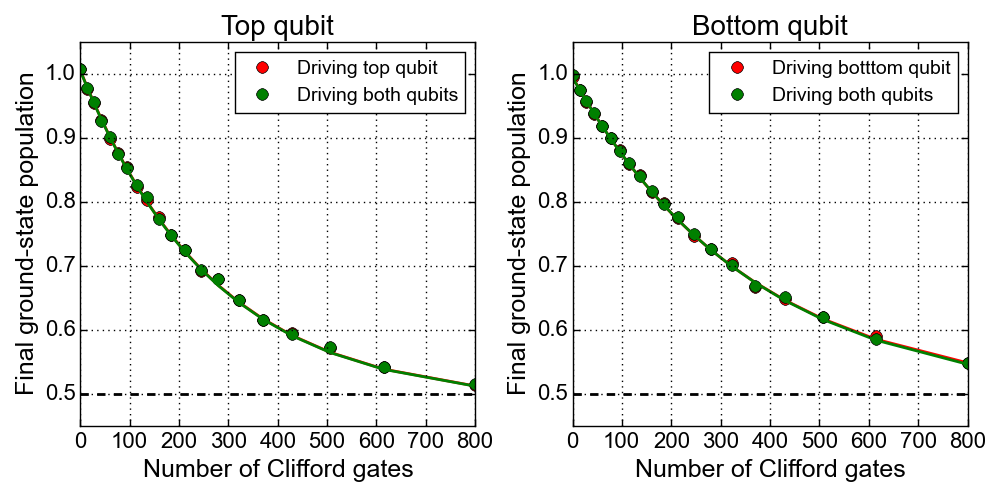 Top qubit
Final ground-state population
1.0
0.9
0.8
0.7
0.6
0.5
Driving top qubit
Driving both qubits
0 100 200 300 400 500 600 700 800
Number of Clifford gates
Bottom qubit
Final ground-state population
1.0
0.9
0.8
0.7
0.6
0.5
Driving botttom qubit
Driving both qubits
0 100 200 300 400 500 600 700 800
Number of Clifford gates